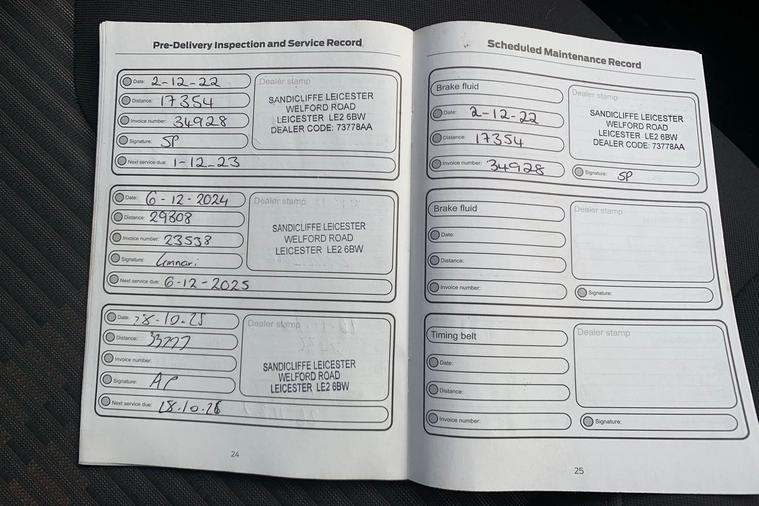 Pre-Delivery Inspection and Service Record
Date: 2-12-22
Distance: 17354
Invoice number: 34928
Signature: SP
Next service due: 1-12-23
Dealer stamp
SANDICLIFFE LEICESTER
WELFORD ROAD
LEICESTER LE2 6BW
DEALER CODE: 73778AA
Date: 6-12-2024
Distance: 29808
Invoice number: 23538
Signature:
Next service due: 6-12-2025
Dealer stamp
SANDICLIFFE LEICESTER
WELFORD ROAD
LEICESTER LE2 6BW
Date: 28-10-25
Distance:
Invoice number:
Signature: AP
Next service due: 28.10.26
Dealer stamp
SANDICLIFFE LEICESTER
WELFORD ROAD
LEICESTER LE2 6BW
24
Scheduled Maintenance Record
Brake fluid
Date: 2-12-22
Distance: 17354
Invoice number: 34928
Dealer stamp
SANDICLIFFE LEICESTER
WELFORD ROAD
LEICESTER LE2 6BW
DEALER CODE: 73778AA
Signature: SP
Brake fluid
Date:
Distance:
Invoice number:
Dealer stamp
Signature:
Timing belt
Date:
Distance:
Invoice number:
Dealer stamp
Signature:
25